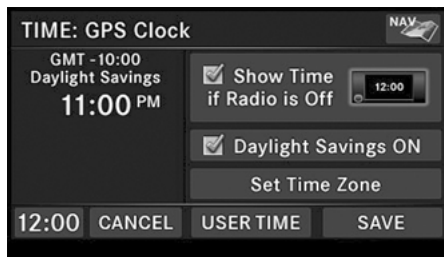 TIME: GPS Clock
NAV
GMT -10:00
Daylight Savings
11:00 PM
Show Time
if Radio is Off
12:00
Daylight Savings ON
Set Time Zone
12:00
CANCEL
USER TIME
SAVE